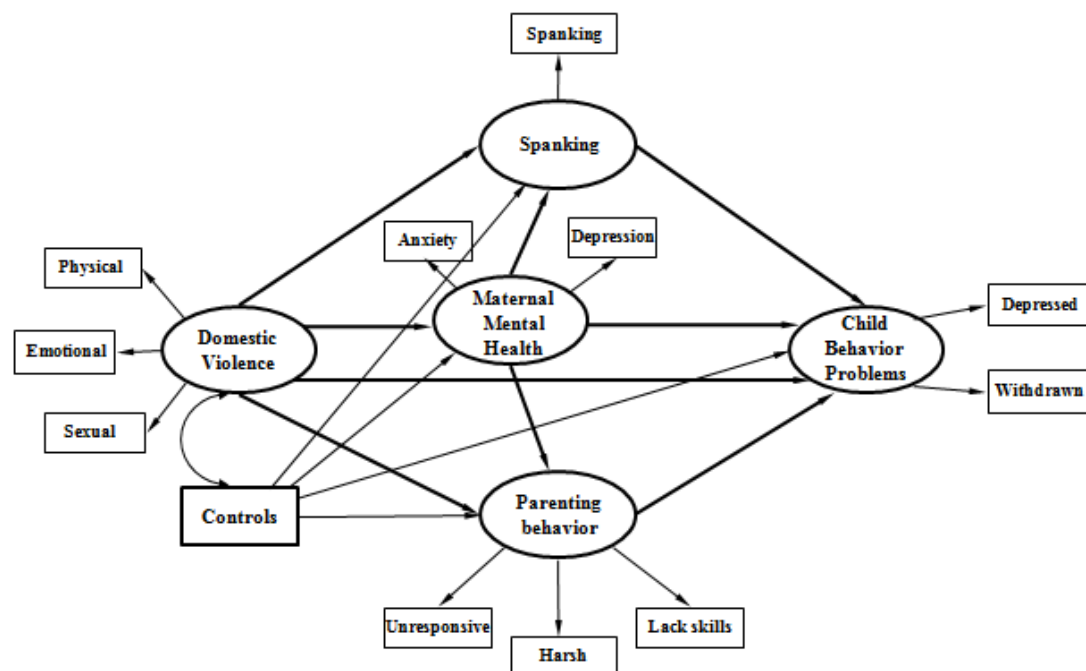 Spanking
Spanking
Anxiety
Depression
Physical
Maternal
Mental
Health
Depressed
Domestic
Violence
Child
Behavior
Problems
Emotional
Withdrawn
Sexual
Controls
Parenting
behavior
Unresponsive
Harsh
Lack skills